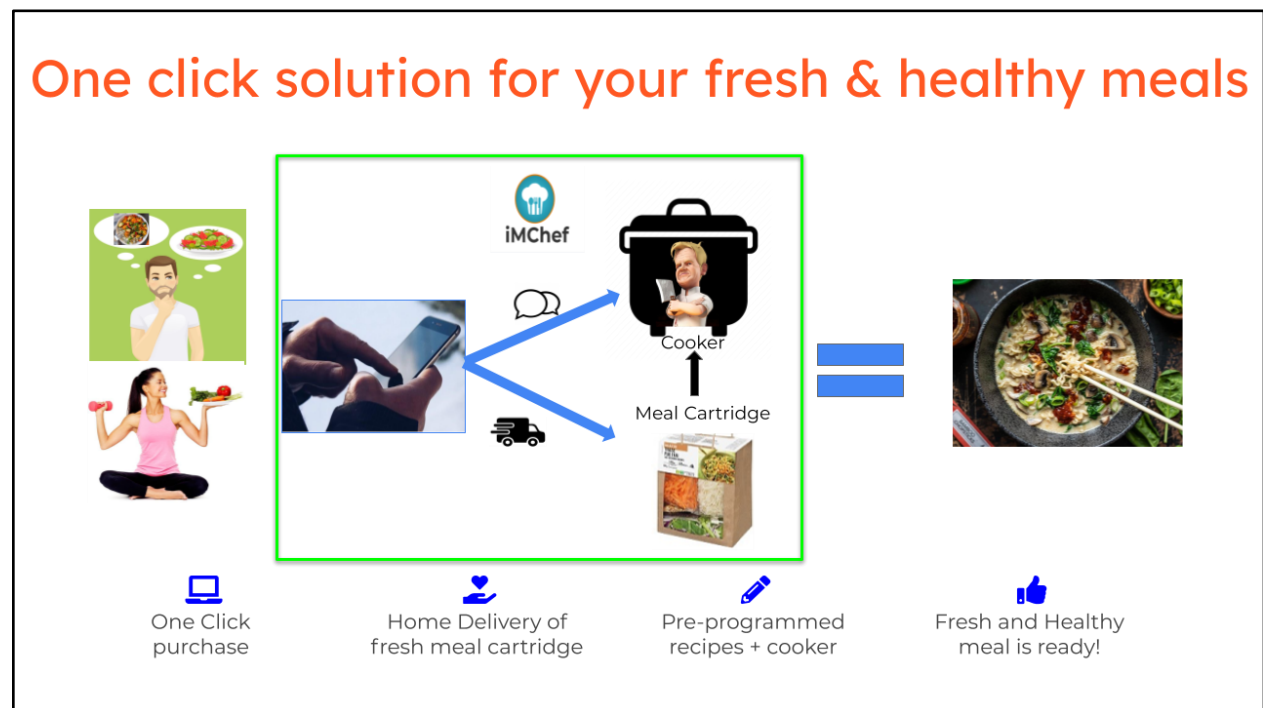 One click solution for your fresh & healthy meals
iMChef
Cooker
Meal Cartridge
One Click
purchase
Home Delivery of
fresh meal cartridge
Pre-programmed
recipes + cooker
Fresh and Healthy
meal is ready!